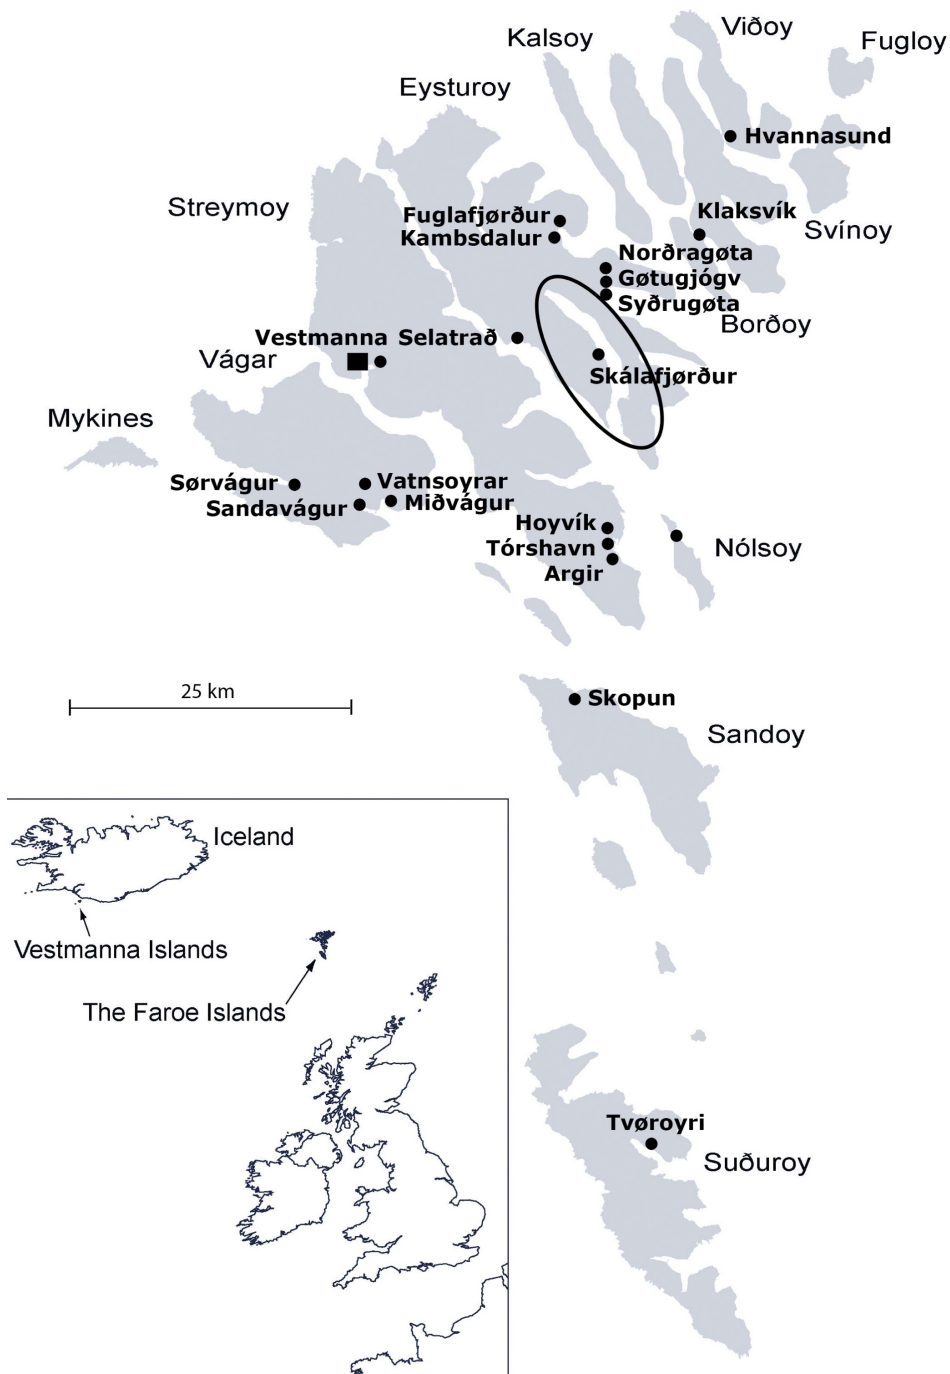 Viðoy
Kalsoy
Fugloy
Eysturoy
Hvannasund
Streymoy
Klaksvík
Fuglafjørður
Svínoy
Kambsdalur
Norðragøta
Gøtugjógv
Syðrugøta
Borðoy
Vestmanna
Selatrað
Vágar
Skálafjørður
Mykines
Sørvágur
Vatnsoyrar
Sandavágur
Miðvágur
Hoyvík
Tórshavn
Nólsoy
Argir
25 km
Skopun
Sandoy
Iceland
Vestmanna Islands
The Faroe Islands
Tvøroyri
Suðuroy